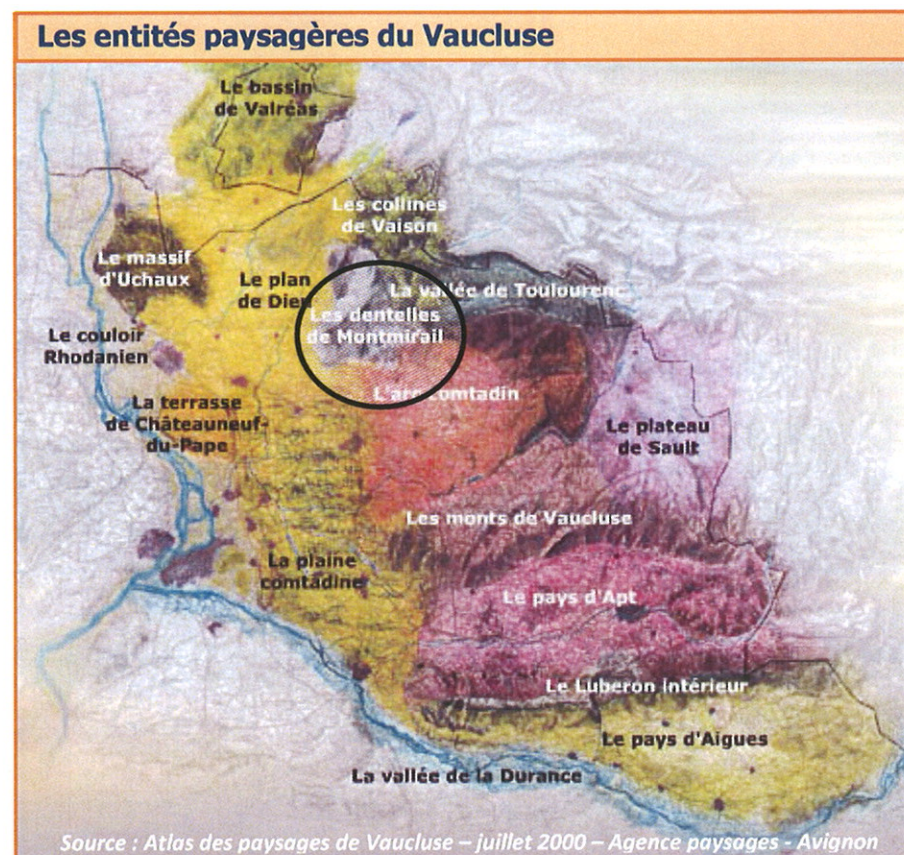 Les entités paysagères du Vaucluse
Le bassin
de Valréas
Les collines
de Vaison
Le massif
d'Uchaux
Le plan
de Dieu
La vallée de Toulourenc
Les dentelles
de Montmirail
Le couloir
Rhodanien
L'arc comtadin
La terrasse
de Châteauneuf-
du-Pape
Le plateau
de Sault
Les monts de Vaucluse
La plaine
comtadine
Le pays d'Apt
Le Luberon intérieur
Le pays d'Aigues
La vallée de la Durance
Source : Atlas des paysages de Vaucluse – juillet 2000 – Agence paysages - Avignon